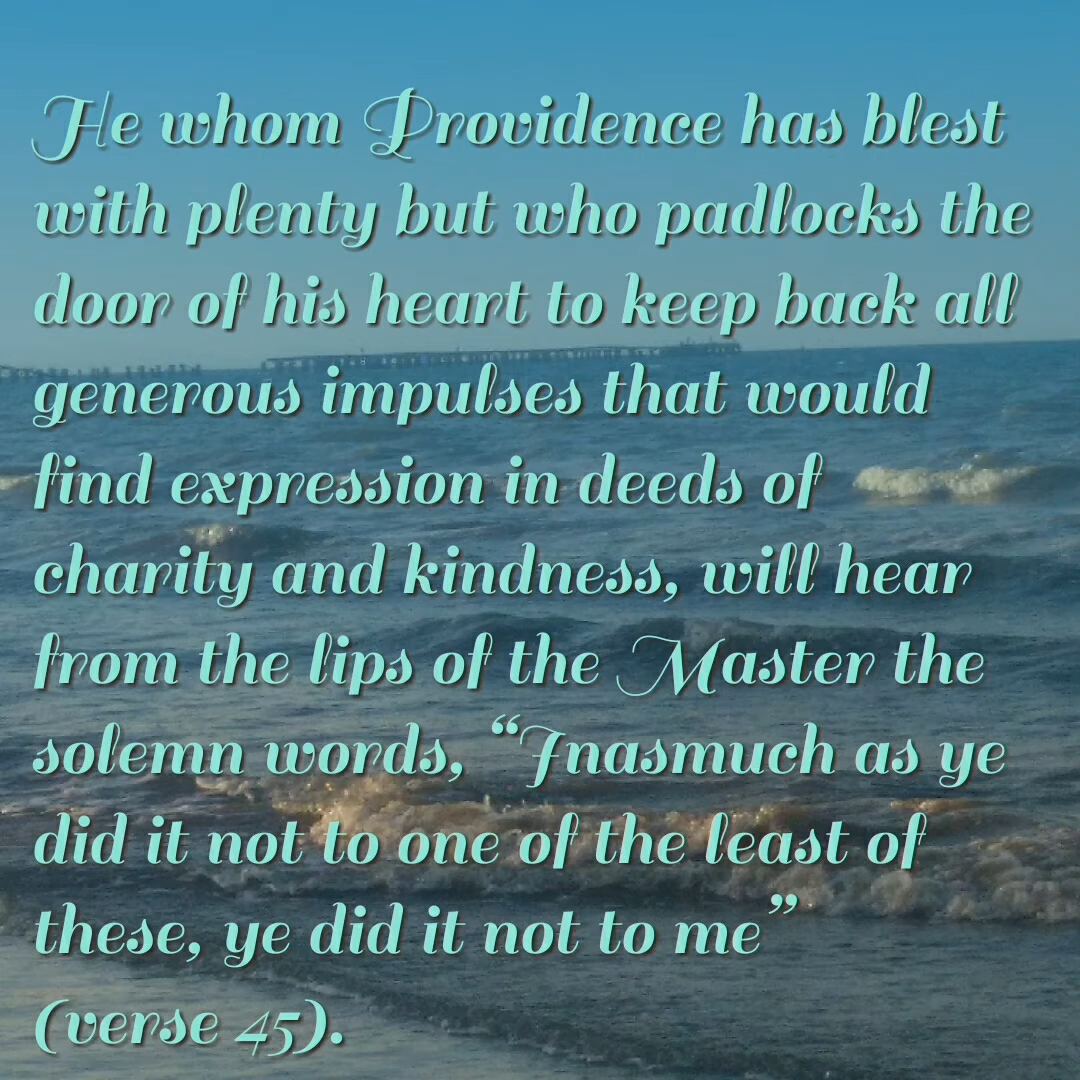 He whom Providence has blest
with plenty but who padlocks the
door of his heart to keep back all
generous impulses that would
find expression in deeds of
charity and kindness, will hear
from the lips of the Master the
solemn words, “Inasmuch as ye
did it not to one of the least of
these, ye did it not to me”
(verse 45).